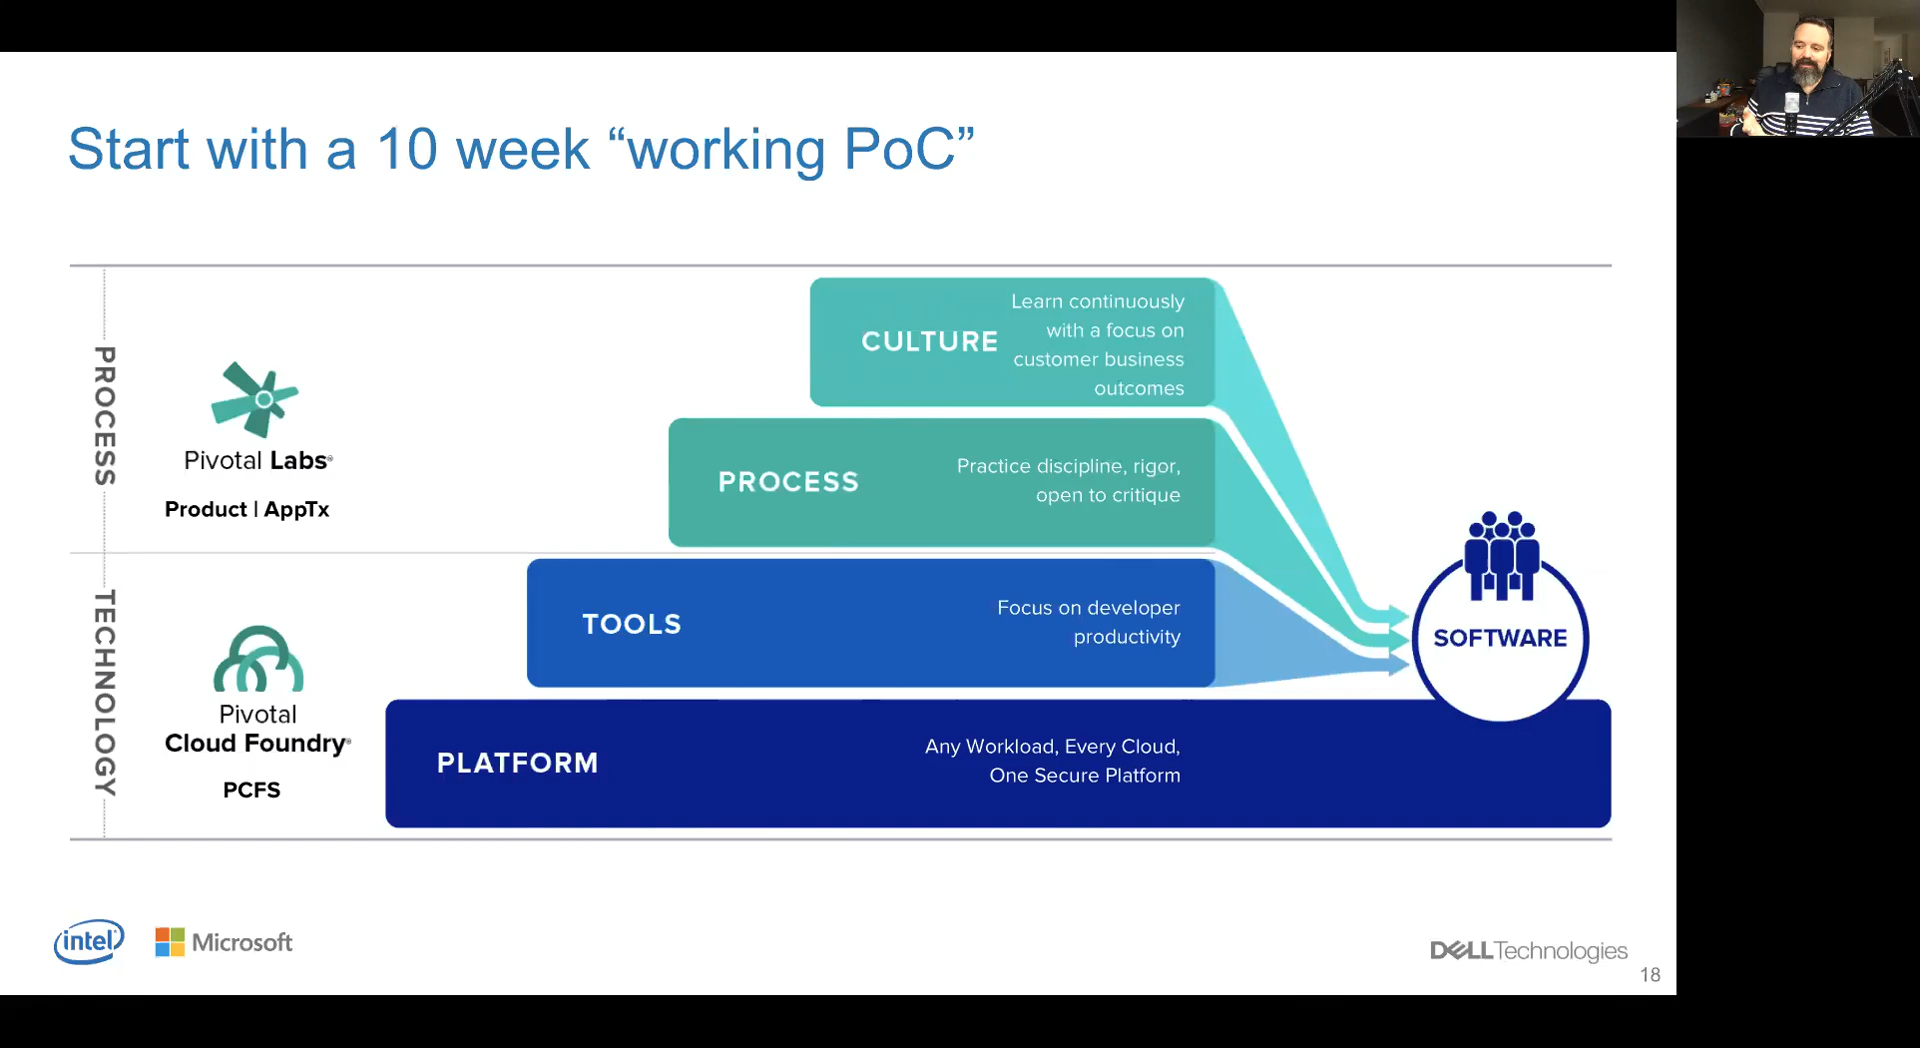 Start with a 10 week “working PoC”
PROCESS
Pivotal Labs®
Product | AppTx
CULTURE
Learn continuously
with a focus on
customer business
outcomes
PROCESS
Practice discipline, rigor,
open to critique
TECHNOLOGY
Pivotal
Cloud Foundry®
PCFS
TOOLS
Focus on developer
productivity
PLATFORM
Any Workload, Every Cloud,
One Secure Platform
SOFTWARE
intel
Microsoft
DELL Technologies
18